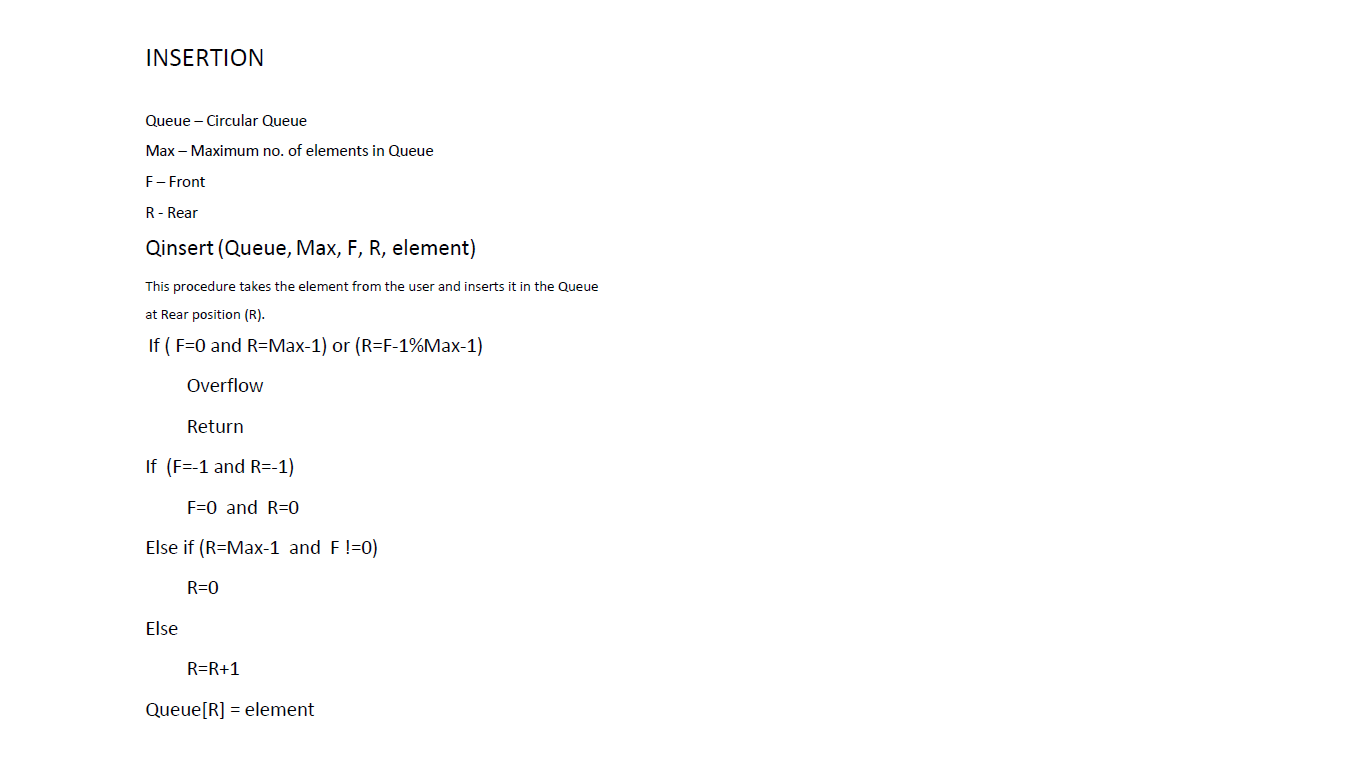 INSERTION
Queue – Circular Queue
Max – Maximum no. of elements in Queue
F – Front
R - Rear
Qinsert (Queue, Max, F, R, element)
This procedure takes the element from the user and inserts it in the Queue
at Rear position (R).
If ( F=0 and R=Max-1) or (R=F-1%Max-1)
Overflow
Return
If  (F=-1 and R=-1)
F=0  and  R=0
Else if (R=Max-1  and  F !=0)
R=0
Else
R=R+1
Queue[R] = element